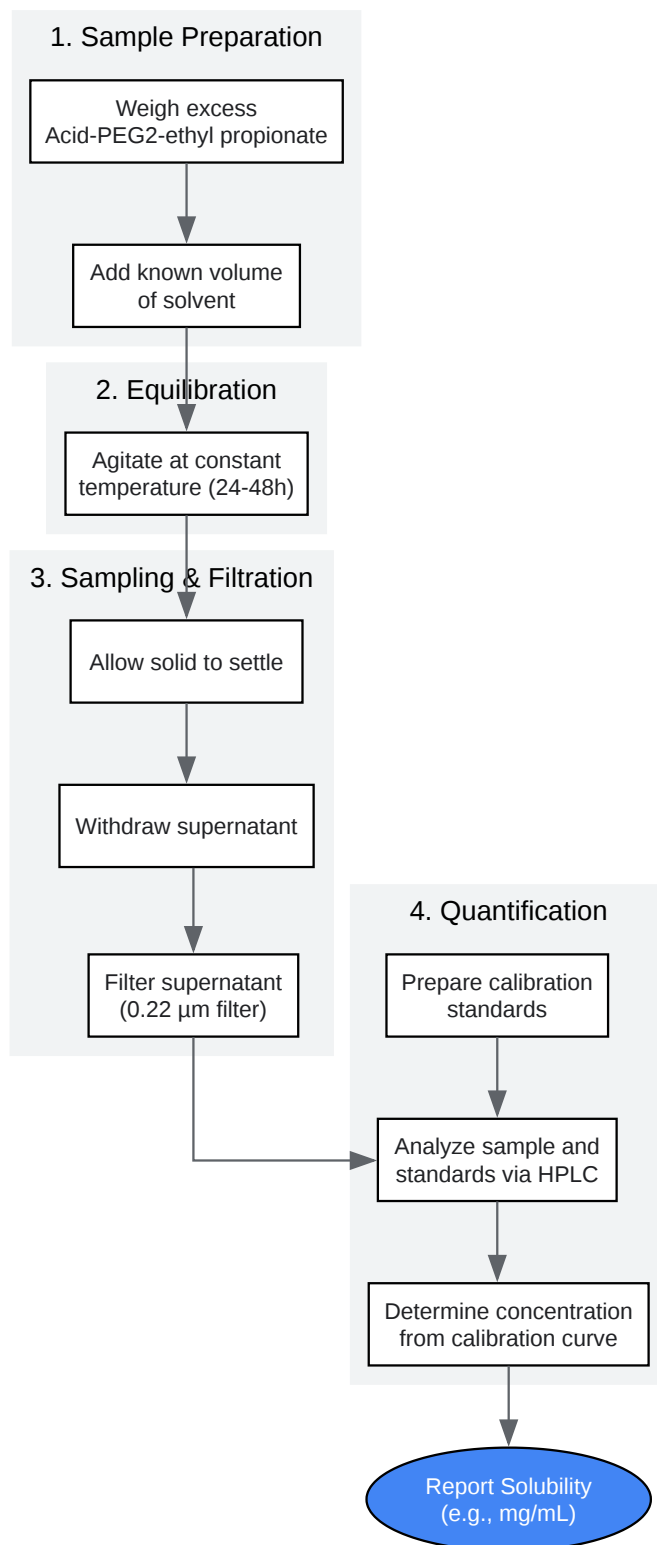 1. Sample Preparation
Weigh excess
Acid-PEG2-ethyl propionate
Add known volume
of solvent
2. Equilibration
Agitate at constant
temperature (24-48h)
3. Sampling & Filtration
Allow solid to settle
Withdraw supernatant
Filter supernatant
(0.22 µm filter)
4. Quantification
Prepare calibration
standards
Analyze sample and
standards via HPLC
Determine concentration
from calibration curve
Report Solubility
(e.g., mg/mL)